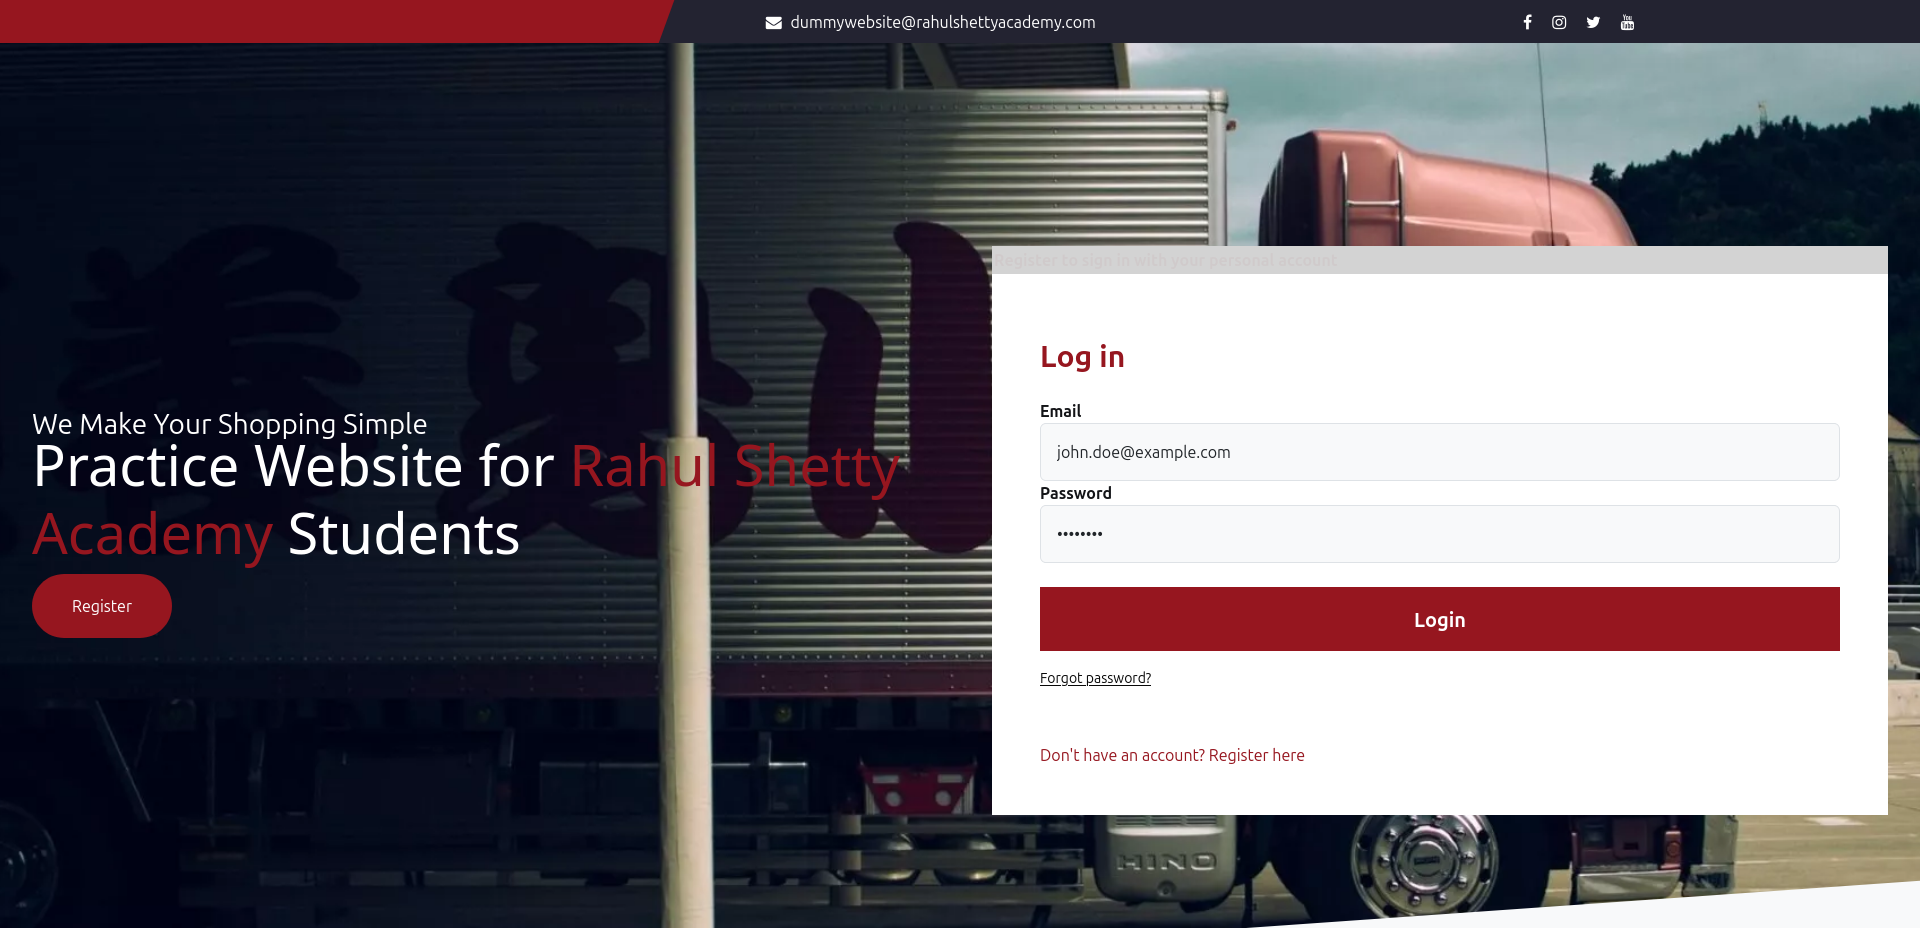 dummywebsite@rahulshettyacademy.com
Register to sign in with your personal account
Log in
Email
john.doe@example.com
Password
Login
Forgot password?
Don't have an account? Register here
We Make Your Shopping Simple
Practice Website for Rahul Shetty
Academy Students
Register
HINO